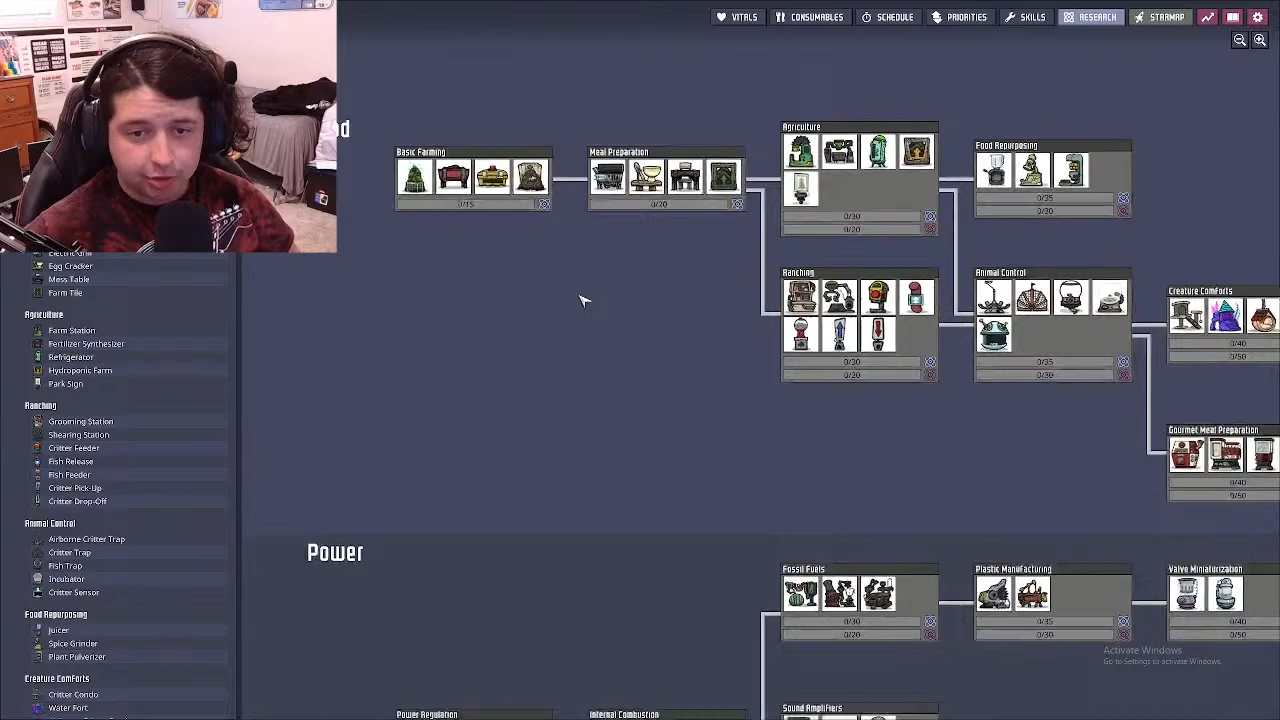 VITALS
CONSUMABLES
SCHEDULE
PRIORITIES
SKILLS
RESEARCH
STARMAP
od
Basic Farming
0/15
Meal Preparation
0/20
Agriculture
0/30
0/20
Food Repurposing
0/35
0/30
Ranching
0/30
0/20
Animal Control
0/35
0/30
Creature Comforts
0/40
0/50
Gourmet Meal Preparation
0/40
0/50
Power
Fossil Fuels
0/30
0/20
Plastic Manufacturing
0/35
0/30
Valve Miniaturization
0/40
0/50
Power Regulation
Internal Combustion
Sound Amplifiers
Electric Grill
Egg Cracker
Mess Table
Farm Tile
Agriculture
Farm Station
Fertilizer Synthesizer
Refrigerator
Hydroponic Farm
Park Sign
Ranching
Grooming Station
Shearing Station
Critter Feeder
Fish Release
Fish Feeder
Critter Pick-Up
Critter Drop-Off
Animal Control
Airborne Critter Trap
Critter Trap
Fish Trap
Incubator
Critter Sensor
Food Repurposing
Juicer
Spice Grinder
Plant Pulverizer
Creature Comforts
Critter Condo
Water Fort
Activate Windows
Go to Settings to activate Windows.